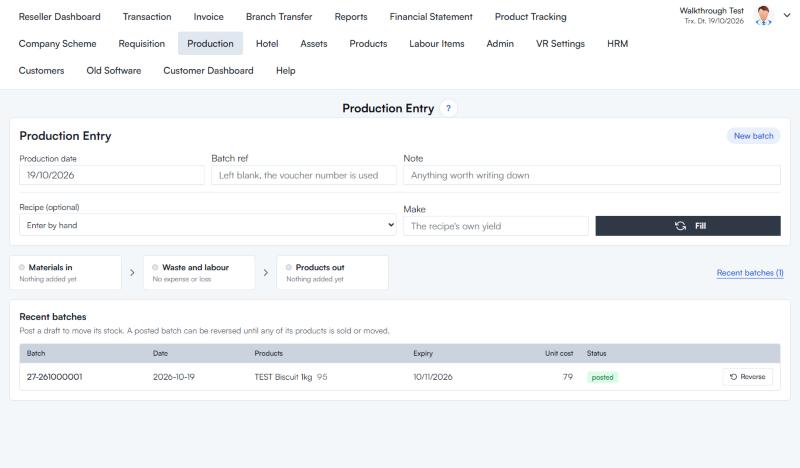 Reseller Dashboard Transaction Invoice Branch Transfer Reports Financial Statement Product Tracking
Walkthrough Test
Trx. Dt. 19/10/2026
Company Scheme Requisition Production Hotel Assets Products Labour Items Admin VR Settings HRM
Customers Old Software Customer Dashboard Help
Production Entry ?
Production Entry
New batch
Production date Batch ref Note
19/10/2026 Left blank, the voucher number is used Anything worth writing down
Recipe (optional) Make
Enter by hand The recipe's own yield Fill
Materials in Waste and labour Products out
Nothing added yet No expense or loss Nothing added yet
Recent batches (1)
Recent batches
Post a draft to move its stock. A posted batch can be reversed until any of its products is sold or moved.
Batch Date Products Expiry Unit cost Status
27-261000001 2026-10-19 TEST Biscuit 1kg 95 10/11/2026 79 posted Reverse